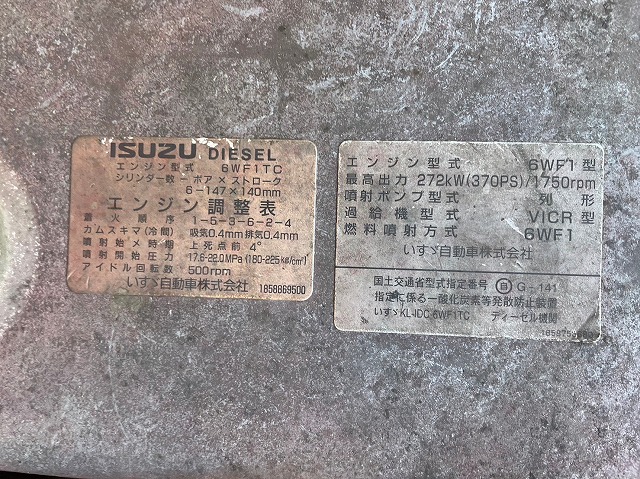 ISUZU DIESEL
エンジン型式 6WF1TC
シリンダー数－ボア×ストローク
6-147×140mm
エンジン調整表
着火順序 1-5-3-6-2-4
カムスキマ(冷間) 吸気0.4mm排気0.4mm
噴射始メ時期 上死点前 4°
噴射開始圧力 17.6-22.0MPa(180-225kg/cm²)
アイドル回転数 500rpm
いすゞ自動車株式会社 1858869500
エンジン型式 6WF1型
最高出力 272kW(370PS)/1750rpm
噴射ポンプ型式 列形
過給機型式 VICR型
燃料噴射方式 6WF1
いすゞ自動車株式会社
国土交通省型式指定番号 G-141
指定に係る一酸化炭素等発散防止装置
いすゞKL-IDC-6WF1TC ディーゼル機関